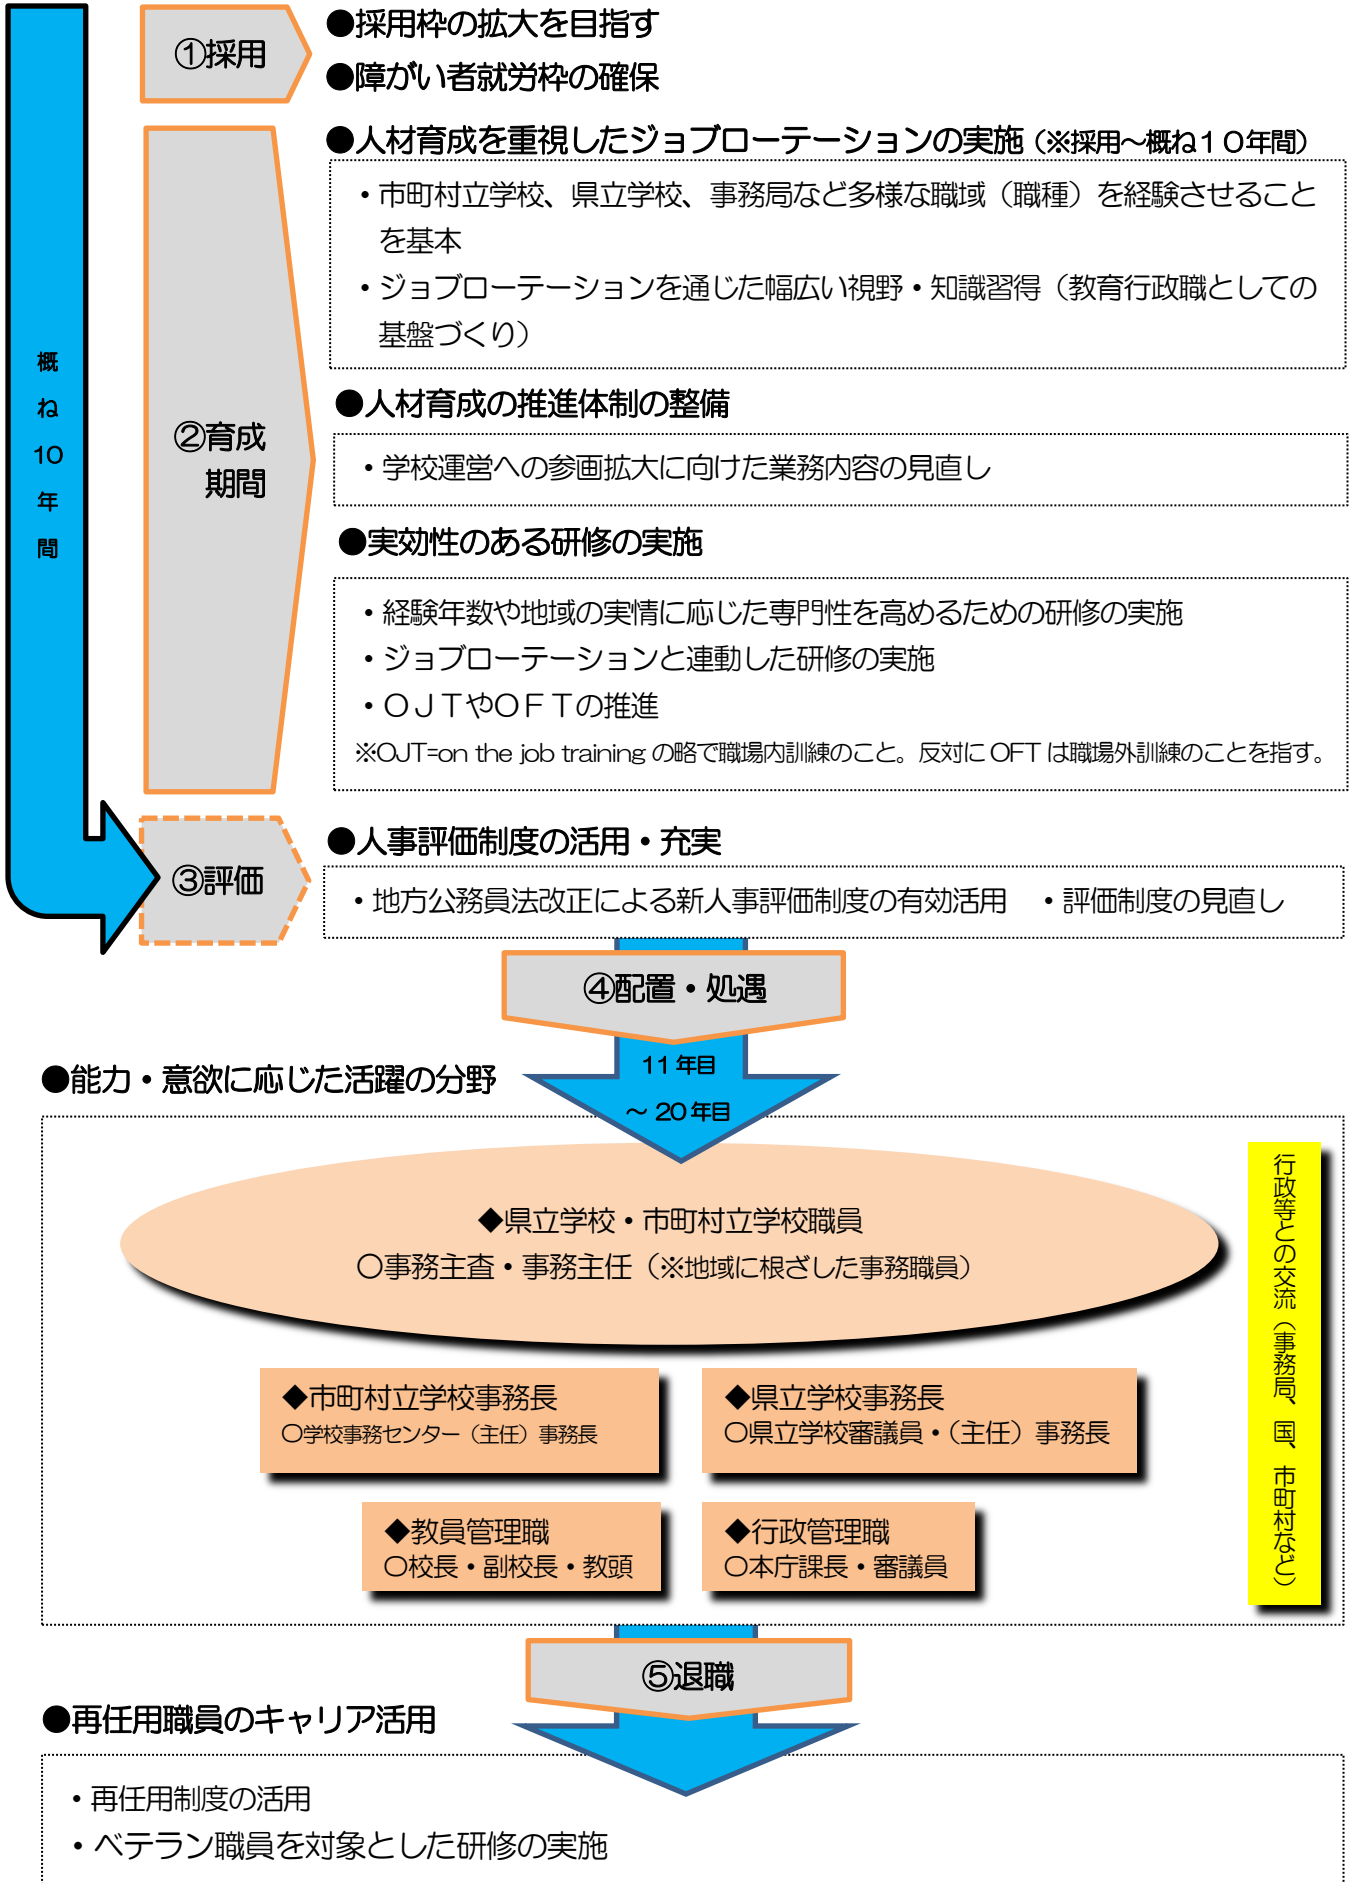 ①採用
●採用枠の拡大を目指す
●障がい者就労枠の確保
概ね10年間
②育成
期間
●人材育成を重視したジョブローテーションの実施（※採用～概ね１０年間）
・市町村立学校、県立学校、事務局など多様な職域（職種）を経験させること
を基本
・ジョブローテーションを通じた幅広い視野・知識習得（教育行政職としての
基盤づくり）
●人材育成の推進体制の整備
・学校運営への参画拡大に向けた業務内容の見直し
●実効性のある研修の実施
・経験年数や地域の実情に応じた専門性を高めるための研修の実施
・ジョブローテーションと連動した研修の実施
・ＯＪＴやＯＦＴの推進
※OJT=on the job training の略で職場内訓練のこと。反対に OFT は職場外訓練のことを指す。
③評価
●人事評価制度の活用・充実
・地方公務員法改正による新人事評価制度の有効活用　・評価制度の見直し
④配置・処遇
11年目
～20年目
●能力・意欲に応じた活躍の分野
◆県立学校・市町村立学校職員
〇事務主査・事務主任（※地域に根ざした事務職員）
行政等との交流（事務局、国、市町村など）
◆市町村立学校事務長
〇学校事務センター（主任）事務長
◆県立学校事務長
〇県立学校審議員・（主任）事務長
◆教員管理職
〇校長・副校長・教頭
◆行政管理職
〇本庁課長・審議員
⑤退職
●再任用職員のキャリア活用
・再任用制度の活用
・ベテラン職員を対象とした研修の実施